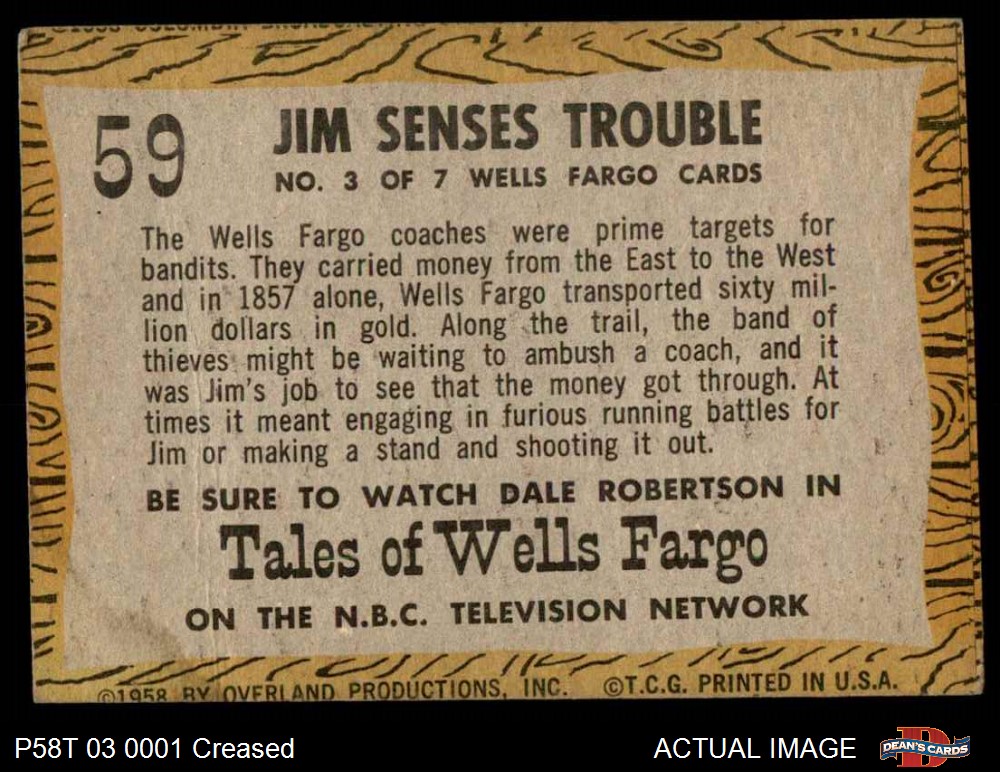 59
JIM SENSES TROUBLE
NO. 3 OF 7 WELLS FARGO CARDS
The Wells Fargo coaches were prime targets for
bandits. They carried money from the East to the West
and in 1857 alone, Wells Fargo transported sixty mil-
lion dollars in gold. Along the trail, the band of
thieves might be waiting to ambush a coach, and it
was Jim's job to see that the money got through. At
times it meant engaging in furious running battles for
Jim or making a stand and shooting it out.
BE SURE TO WATCH DALE ROBERTSON IN
Tales of Wells Fargo
ON THE N.B.C. TELEVISION NETWORK
©1958 BY OVERLAND PRODUCTIONS, INC. ©T.C.G. PRINTED IN U.S.A.
P58T 03 0001 Creased
ACTUAL IMAGE
DEAN'S CARDS